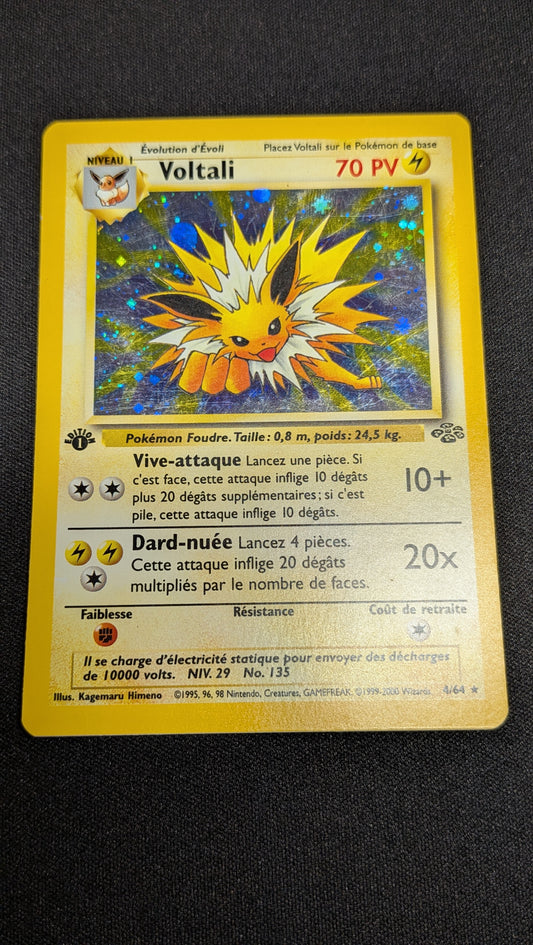 Évolution d'Évoli
Placez Voltali sur le Pokémon de base
NIVEAU 1
Voltali
70 PV
EDITION
1
Pokémon Foudre. Taille: 0,8 m, poids: 24,5 kg.
Vive-attaque Lancez une pièce. Si
c'est face, cette attaque inflige 10 dégâts
plus 20 dégâts supplémentaires; si c'est
pile, cette attaque inflige 10 dégâts.
10+
Dard-nuée Lancez 4 pièces.
Cette attaque inflige 20 dégâts
multipliés par le nombre de faces.
20x
Faiblesse
Résistance
Coût de retraite
Il se charge d'électricité statique pour envoyer des décharges
de 10000 volts. NIV. 29 No. 135
Illus. Kagemaru Himeno ©1995, 96, 98 Nintendo, Creatures, GAMEFREAK. ©1999-2000 Wizards. 4/64 ★